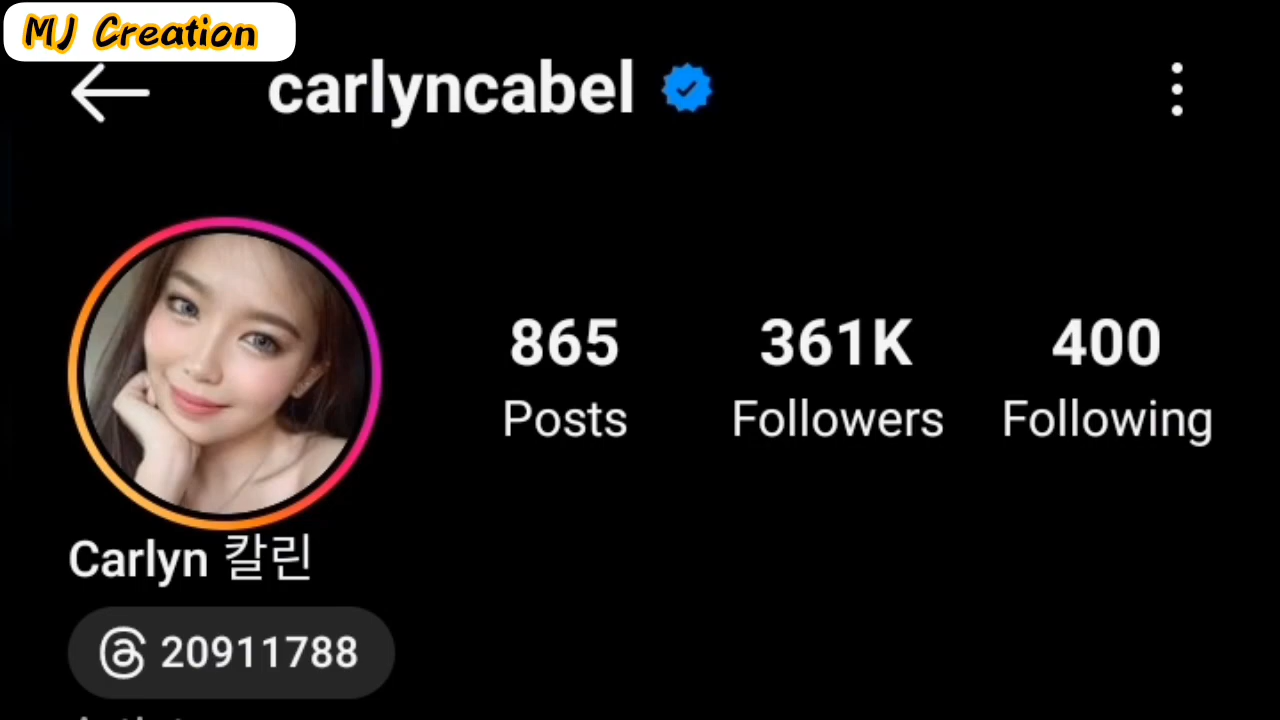 MJ Creation
carlyncabel
865 361K 400
Posts Followers Following
Carlyn 칼린
20911788